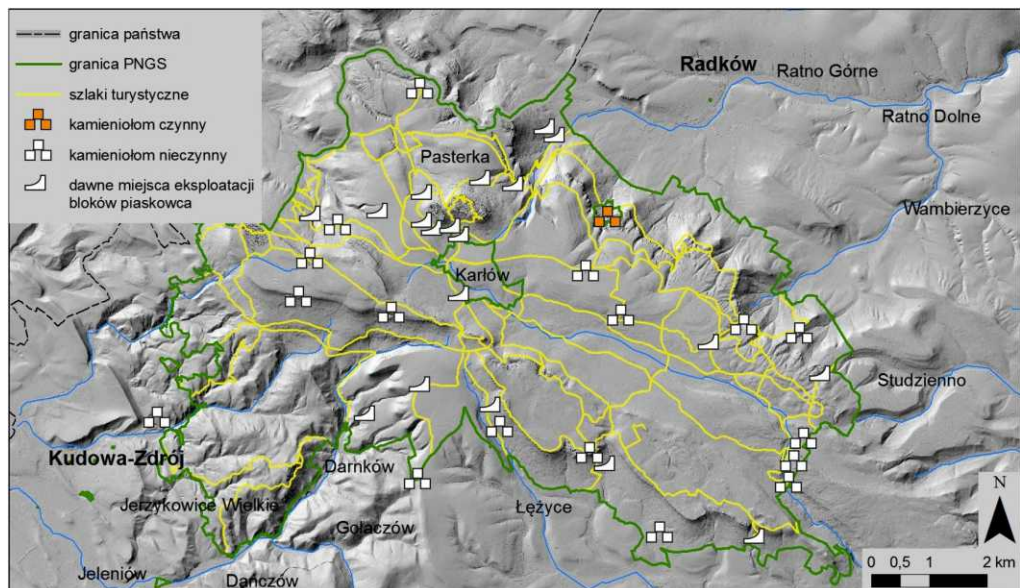 granica państwa
granica PNGS
szlaki turystyczne
kamieniołom czynny
kamieniołom nieczynny
dawne miejsca eksploatacji
bloków piaskowca
Radków
Ratno Górne
Ratno Dolne
Pasterka
Wambierzyce
Karłów
Studzienno
Kudowa-Zdrój
Darnków
Jerzykowice Wielkie
Łężyce
Gołaczów
Jeleniów
Dańczów
N
0 0,5 1 2 km